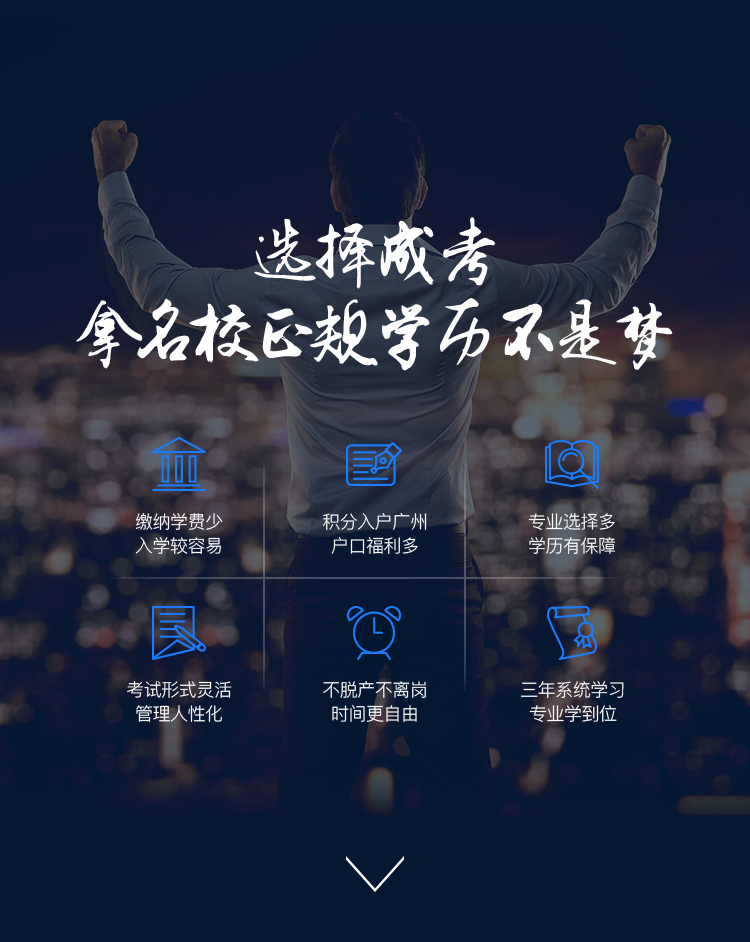 选择成考
拿名校正规学历不是梦
缴纳学费少
入学较容易
积分入户广州
户口福利多
专业选择多
学历有保障
考试形式灵活
管理人性化
不脱产不离岗
时间更自由
三年系统学习
专业学到位